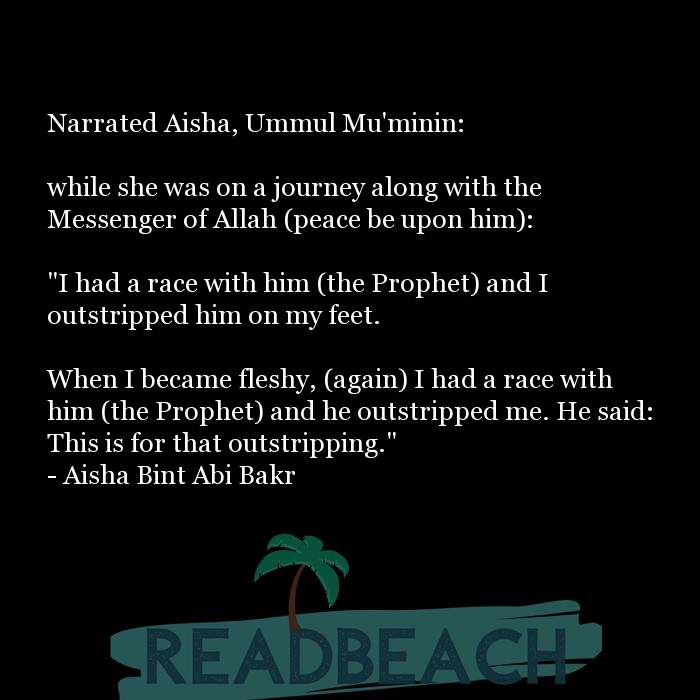 Narrated Aisha, Ummul Mu'minin:
while she was on a journey along with the
Messenger of Allah (peace be upon him):
"I had a race with him (the Prophet) and I
outstripped him on my feet.
When I became fleshy, (again) I had a race with
him (the Prophet) and he outstripped me. He said:
This is for that outstripping."
- Aisha Bint Abi Bakr
READBEACH